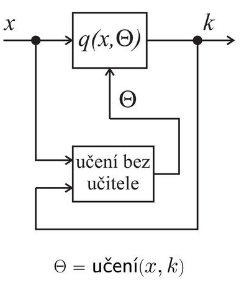 x k
q(x,Θ)
Θ
učení bez
učitele
Θ = učení(x, k)